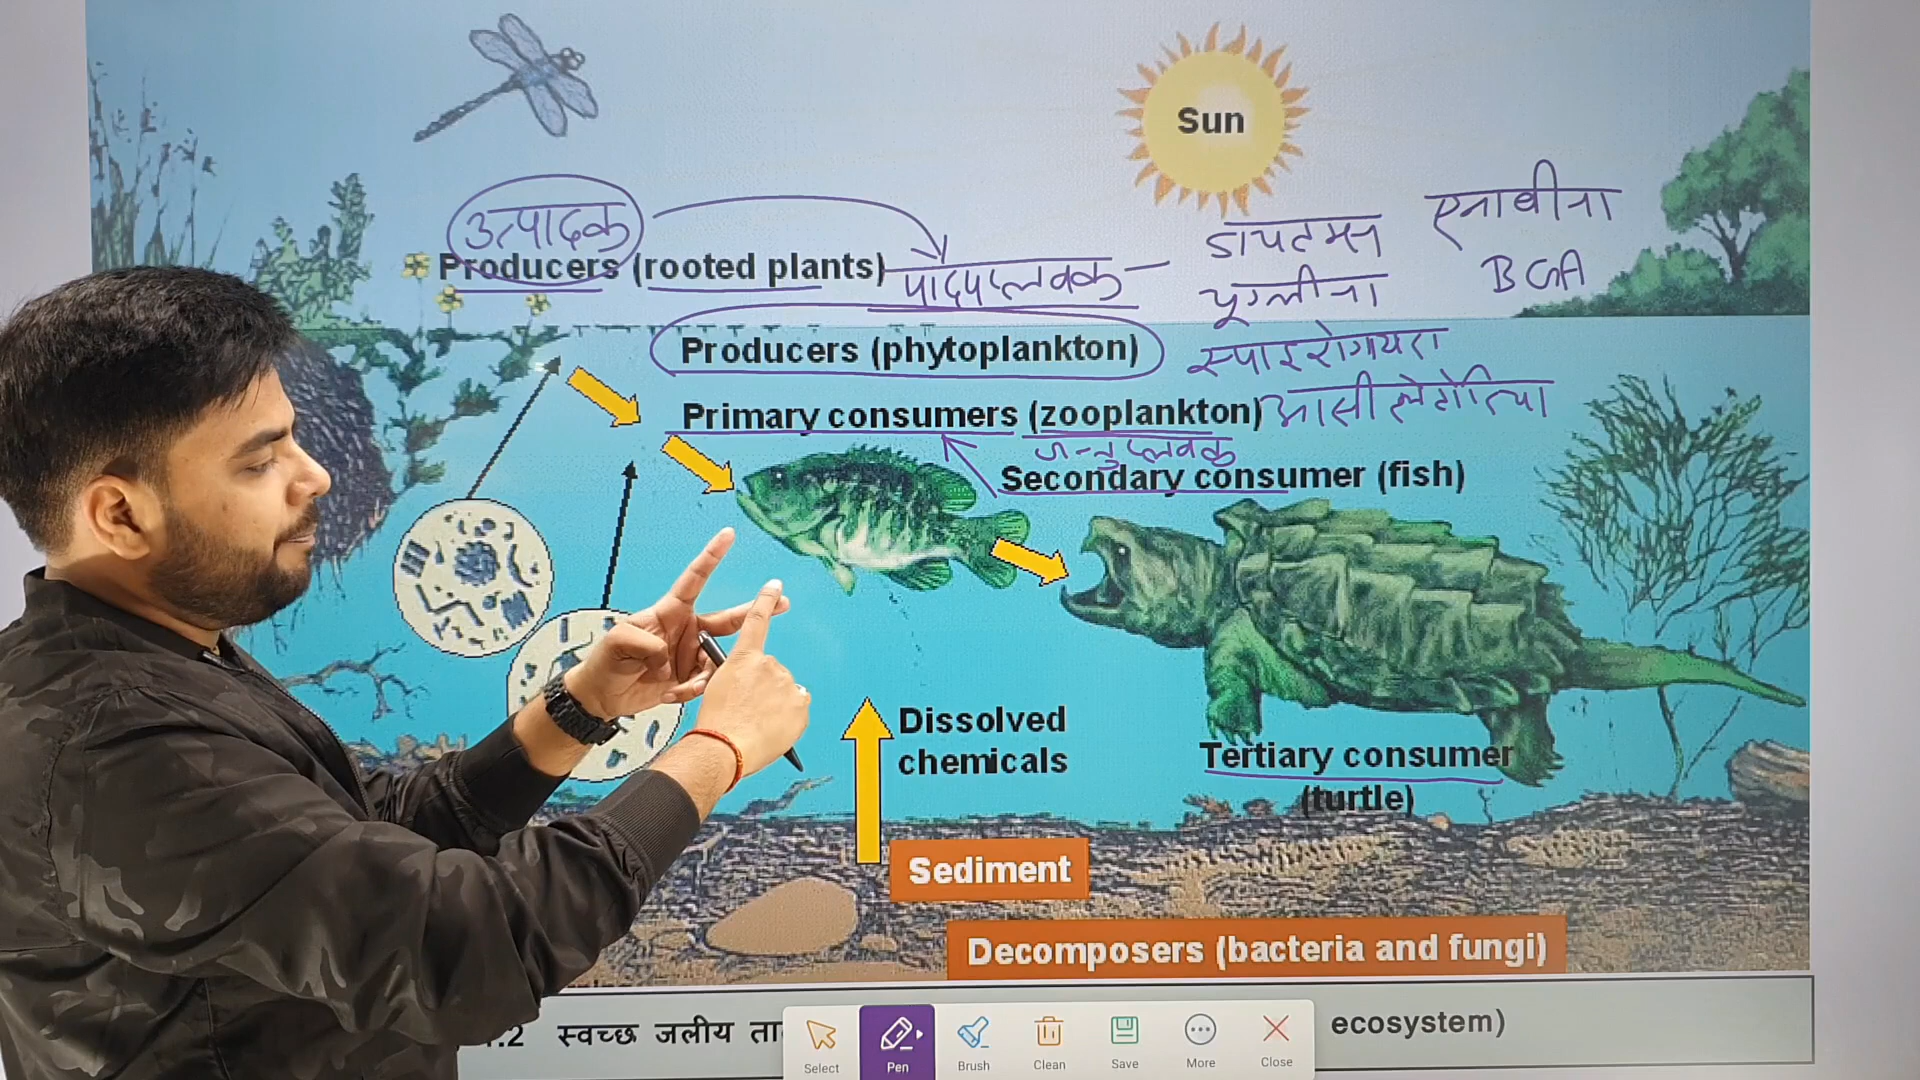 Sun
एनाबीना
BGA
डायटमस
उत्पादक
Producers (rooted plants)
पादपप्लवक
यूग्लीना
Producers (phytoplankton)
स्पाइरोगायरा
Primary consumers (zooplankton)
जन्तुप्लवक
Secondary consumer (fish)
Dissolved
chemicals
Tertiary consumer
(turtle)
Sediment
Decomposers (bacteria and fungi)
.2 स्वच्छ जलीय ता
ecosystem)
Select
Pen
Brush
Clean
Save
More
Close